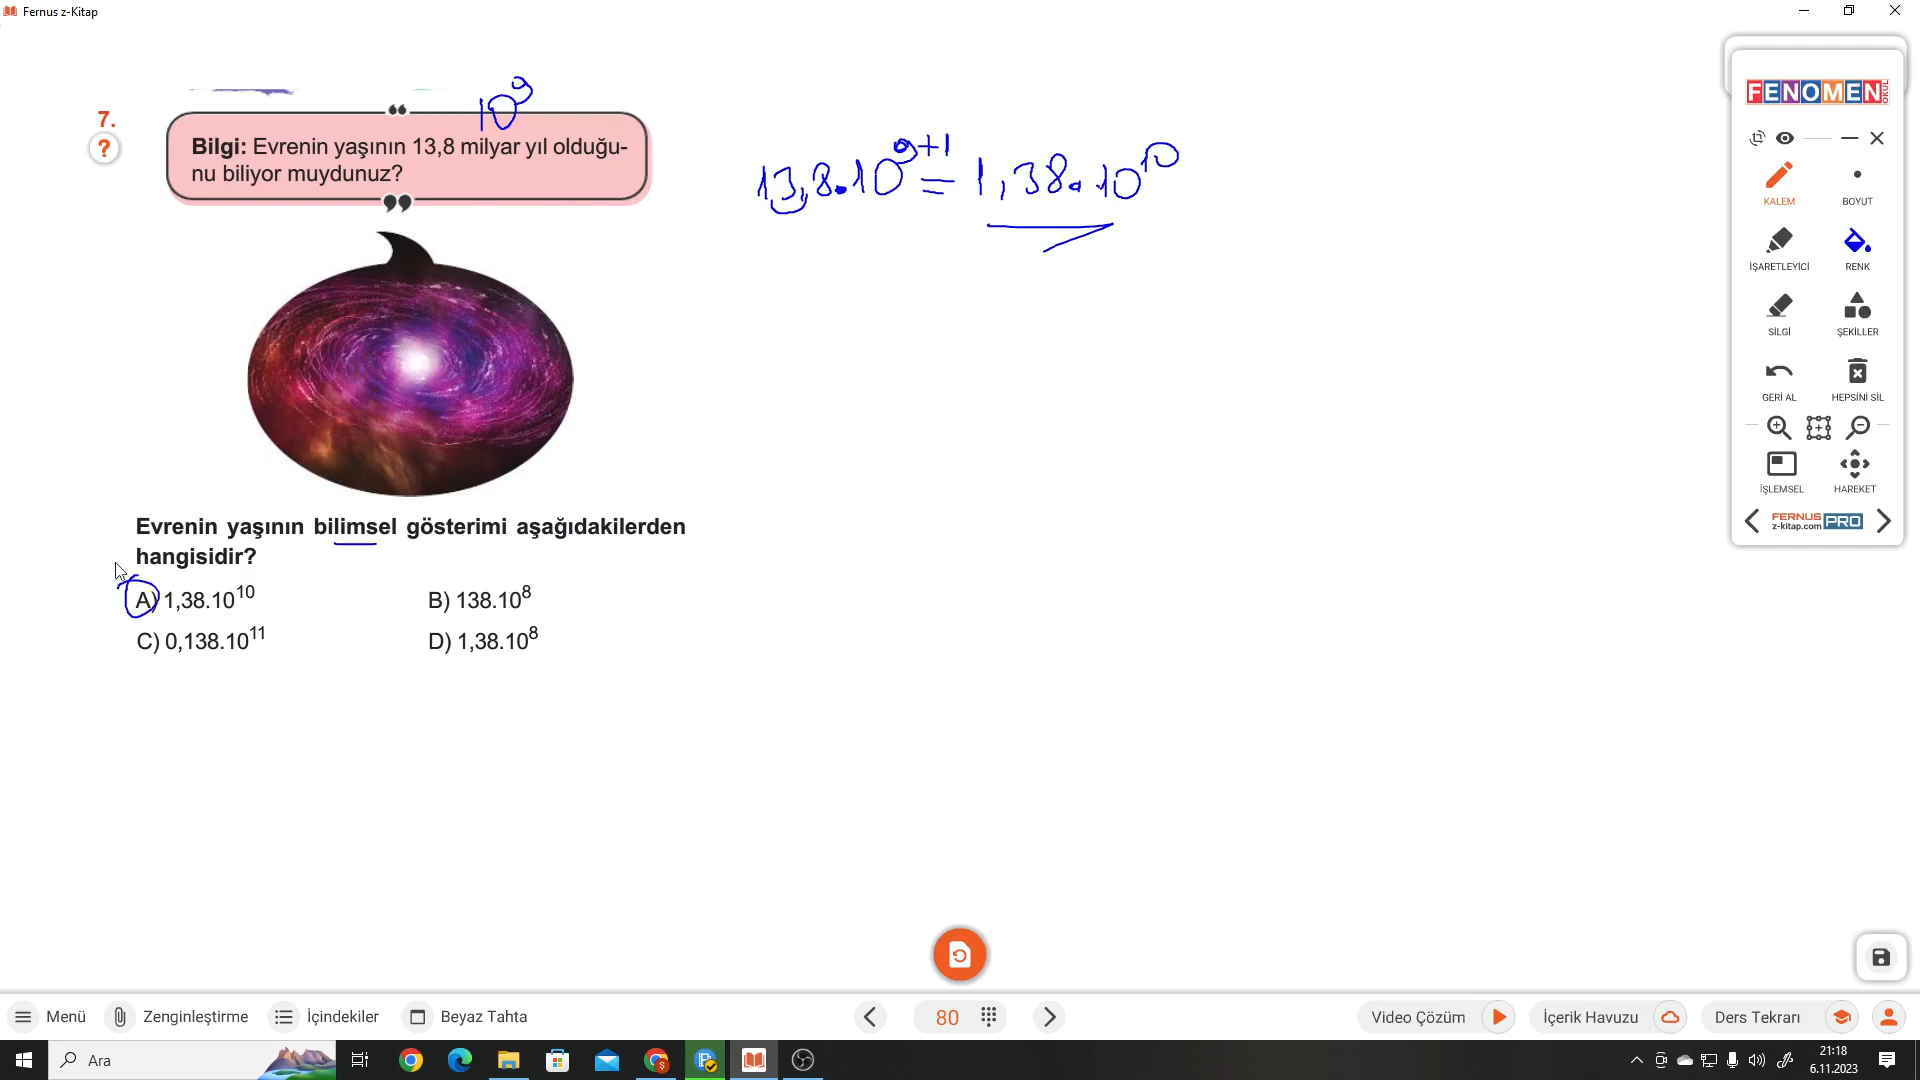 Fernus z-Kitap
10⁹
7.
?
Bilgi: Evrenin yaşının 13,8 milyar yıl olduğu-
nu biliyor muydunuz?
13,8.10⁹⁺¹ = 1,38.10¹⁰
Evrenin yaşının bilimsel gösterimi aşağıdakilerden
hangisidir?
A) 1,38.10¹⁰ B) 138.10⁸
C) 0,138.10¹¹ D) 1,38.10⁸
FENOMEN OKUL
KALEM BOYUT
İŞARETLEYİCİ RENK
SİLGİ ŞEKİLLER
GERİ AL HEPSİNİ SİL
İŞLEMSEL HAREKET
FERNUS
z-kitap.com PRO
Menü Zenginleştirme İçindekiler Beyaz Tahta 80 Video Çözüm İçerik Havuzu Ders Tekrarı
Ara
21:18
6.11.2023